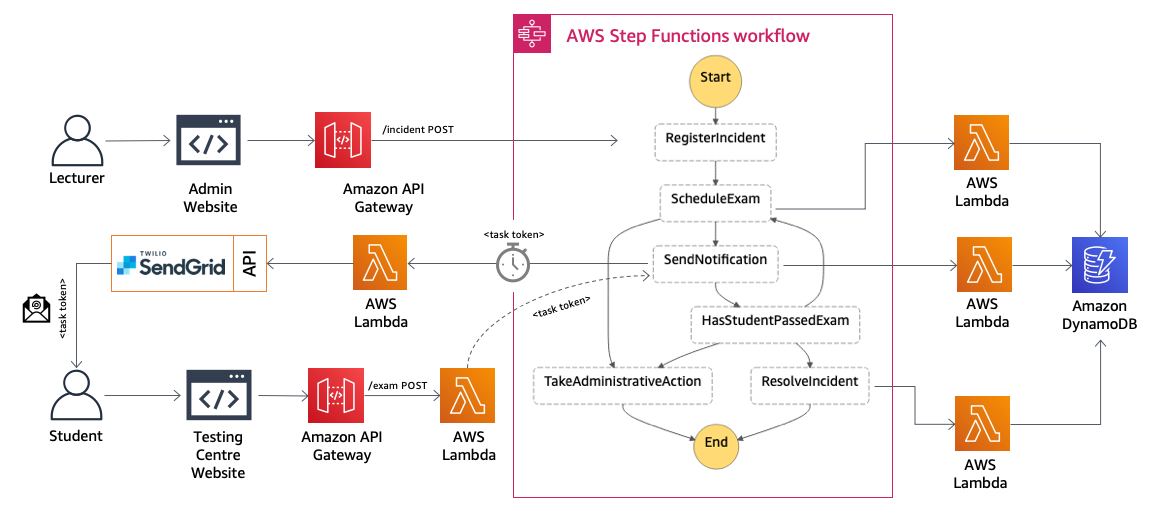 AWS Step Functions workflow
Start
/incident POST
RegisterIncident
Lecturer
Admin
Website
Amazon API
Gateway
AWS
Lambda
ScheduleExam
<task token>
TWILIO
SendGrid
API
SendNotification
AWS
Lambda
AWS
Lambda
Amazon
DynamoDB
<task token>
<task token>
HasStudentPassedExam
/exam POST
TakeAdministrativeAction
ResolveIncident
Student
Testing
Centre
Website
Amazon API
Gateway
AWS
Lambda
End
AWS
Lambda